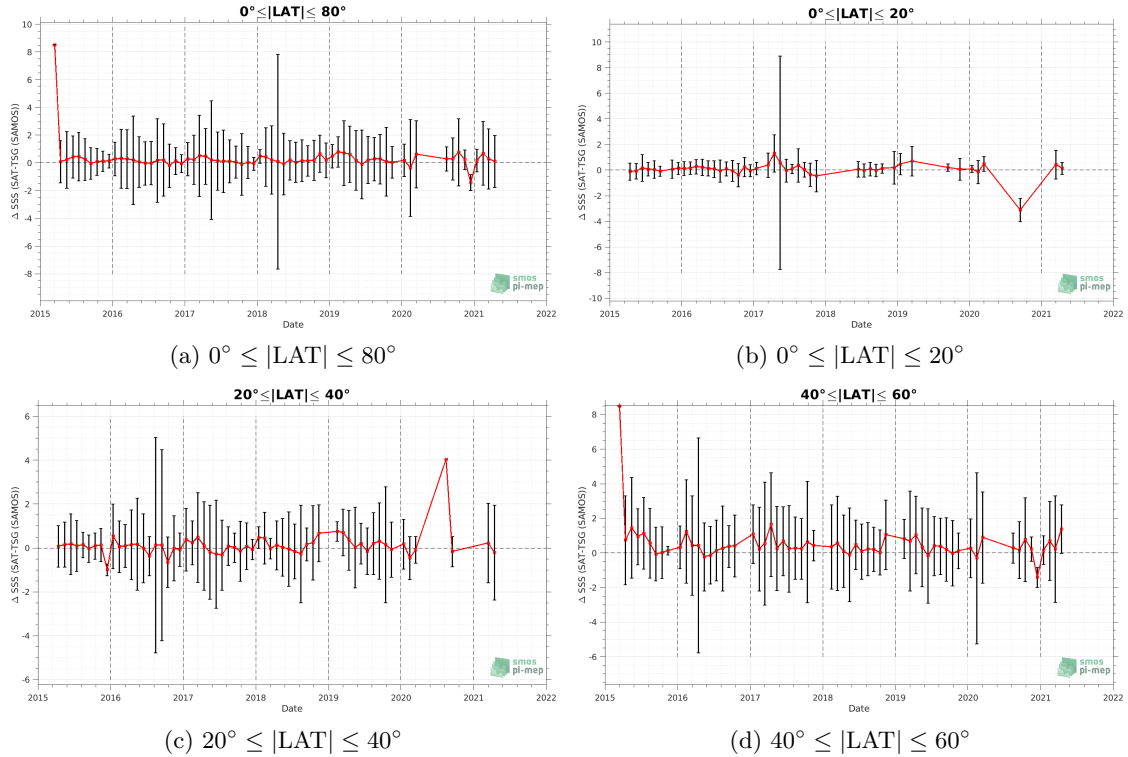 0°≤|LAT|≤ 80°
Δ SSS (SAT-TSG (SAMOS))
10
8
6
4
2
0
-2
-4
-6
-8
2015 2016 2017 2018 2019 2020 2021 2022
Date
smos
pi-mep
(a) 0° ≤ |LAT| ≤ 80°
0°≤|LAT|≤ 20°
Δ SSS (SAT-TSG (SAMOS))
10
8
6
4
2
0
-2
-4
-6
-8
-10
2015 2016 2017 2018 2019 2020 2021 2022
Date
smos
pi-mep
(b) 0° ≤ |LAT| ≤ 20°
20°≤|LAT|≤ 40°
Δ SSS (SAT-TSG (SAMOS))
6
4
2
0
-2
-4
-6
2015 2016 2017 2018 2019 2020 2021 2022
Date
smos
pi-mep
(c) 20° ≤ |LAT| ≤ 40°
40°≤|LAT|≤ 60°
Δ SSS (SAT-TSG (SAMOS))
8
6
4
2
0
-2
-4
-6
2015 2016 2017 2018 2019 2020 2021 2022
Date
smos
pi-mep
(d) 40° ≤ |LAT| ≤ 60°